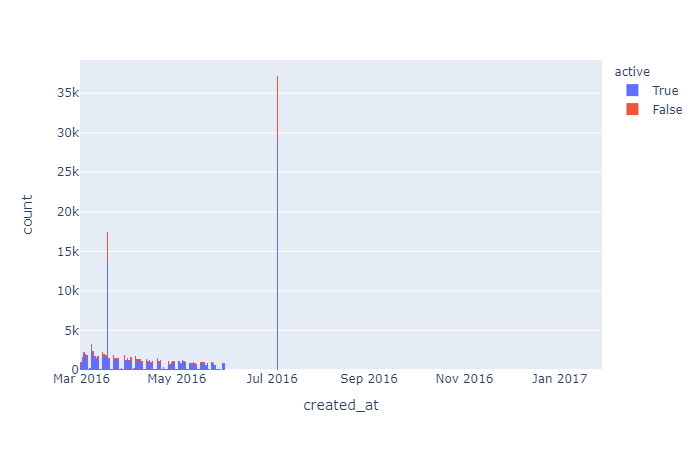 active
True
False
count
35k
30k
25k
20k
15k
10k
5k
0
Mar 2016 May 2016 Jul 2016 Sep 2016 Nov 2016 Jan 2017
created_at